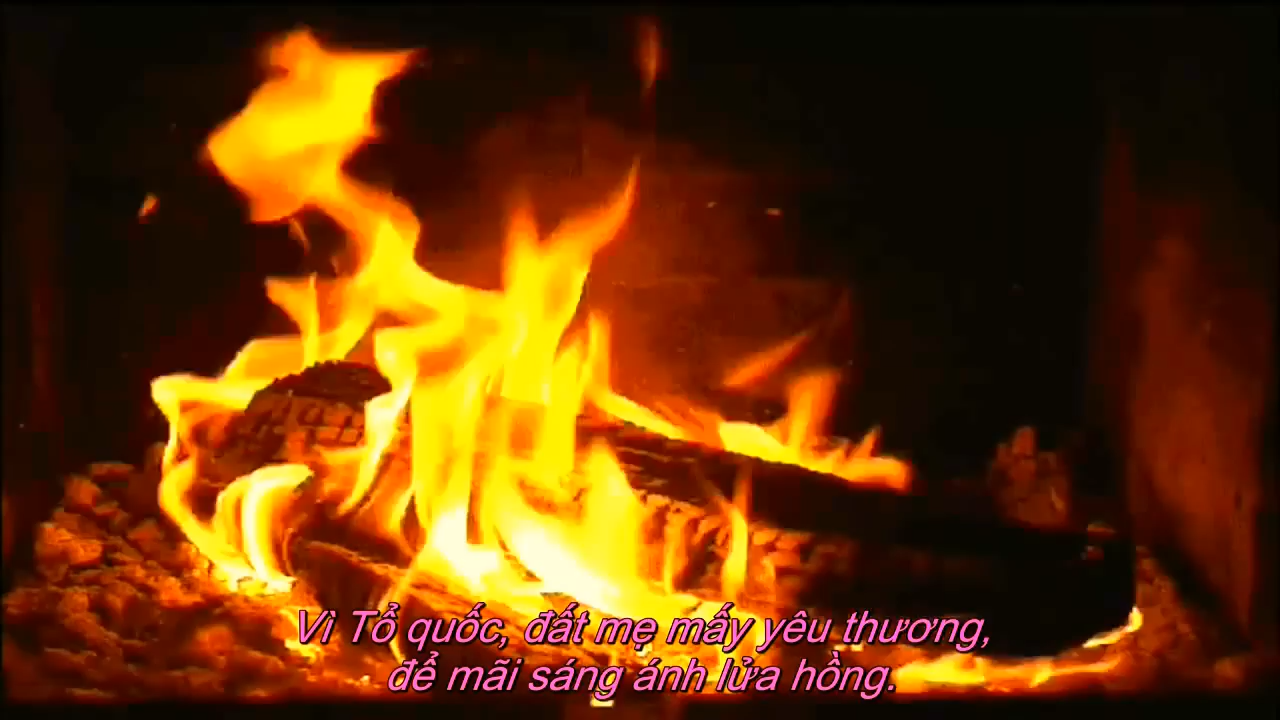 Vì Tổ quốc, đất mẹ mấy yêu thương,
để mãi sáng ánh lửa hồng.